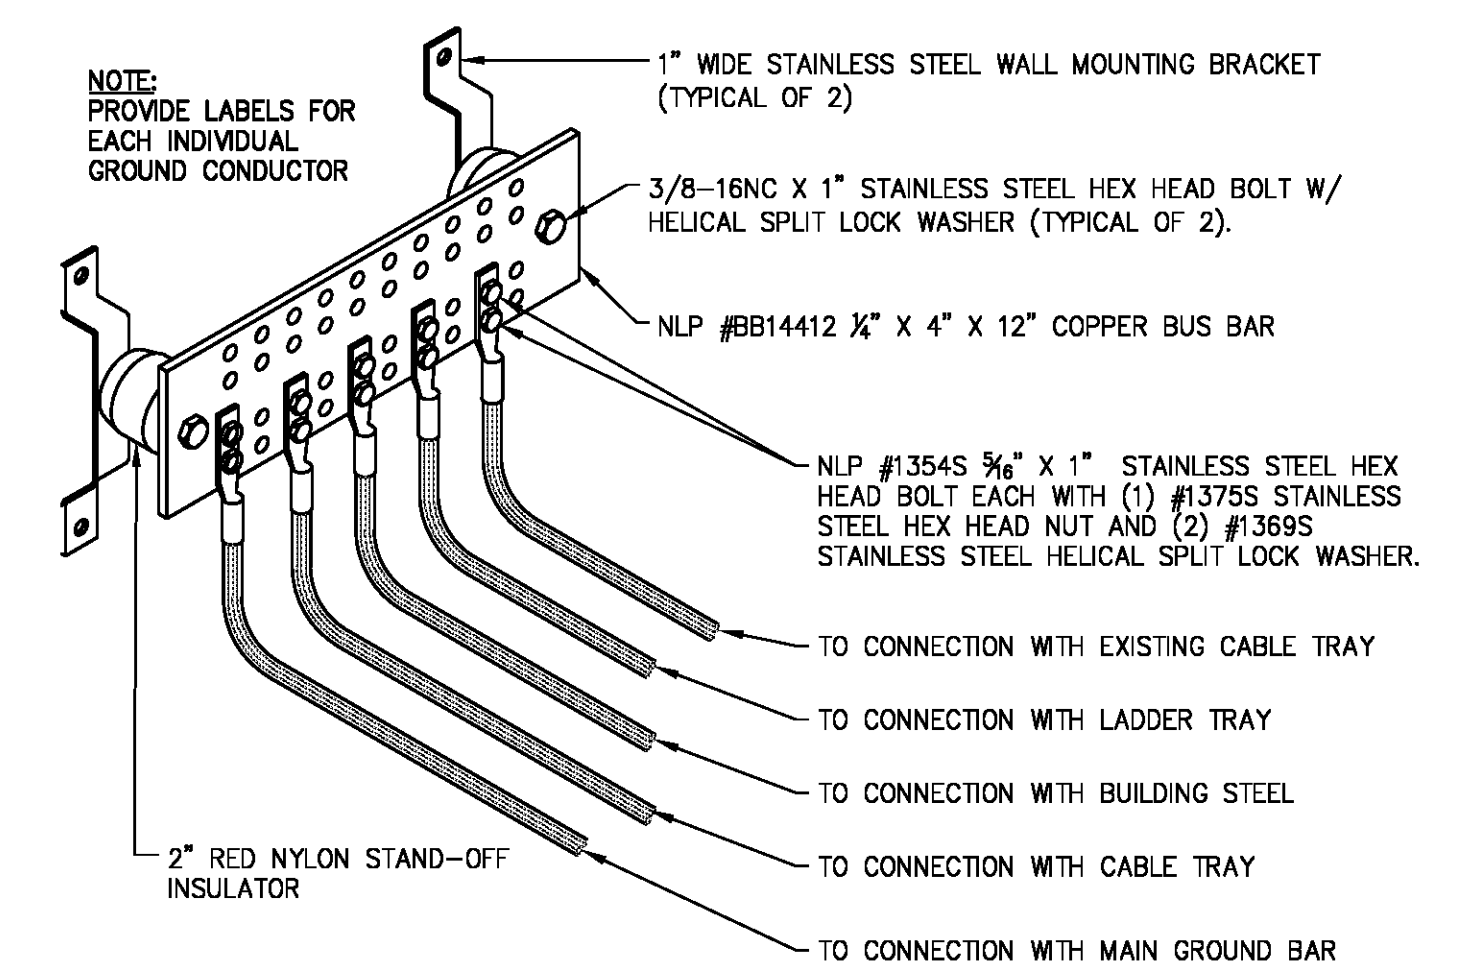 NOTE:
PROVIDE LABELS FOR
EACH INDIVIDUAL
GROUND CONDUCTOR
1" WIDE STAINLESS STEEL WALL MOUNTING BRACKET
(TYPICAL OF 2)
3/8-16NC X 1" STAINLESS STEEL HEX HEAD BOLT W/
HELICAL SPLIT LOCK WASHER (TYPICAL OF 2).
NLP #BB14412 ¼" X 4" X 12" COPPER BUS BAR
NLP #1354S 5/16" X 1" STAINLESS STEEL HEX
HEAD BOLT EACH WITH (1) #1375S STAINLESS
STEEL HEX HEAD NUT AND (2) #1369S
STAINLESS STEEL HELICAL SPLIT LOCK WASHER.
TO CONNECTION WITH EXISTING CABLE TRAY
TO CONNECTION WITH LADDER TRAY
TO CONNECTION WITH BUILDING STEEL
TO CONNECTION WITH CABLE TRAY
TO CONNECTION WITH MAIN GROUND BAR
2" RED NYLON STAND-OFF
INSULATOR